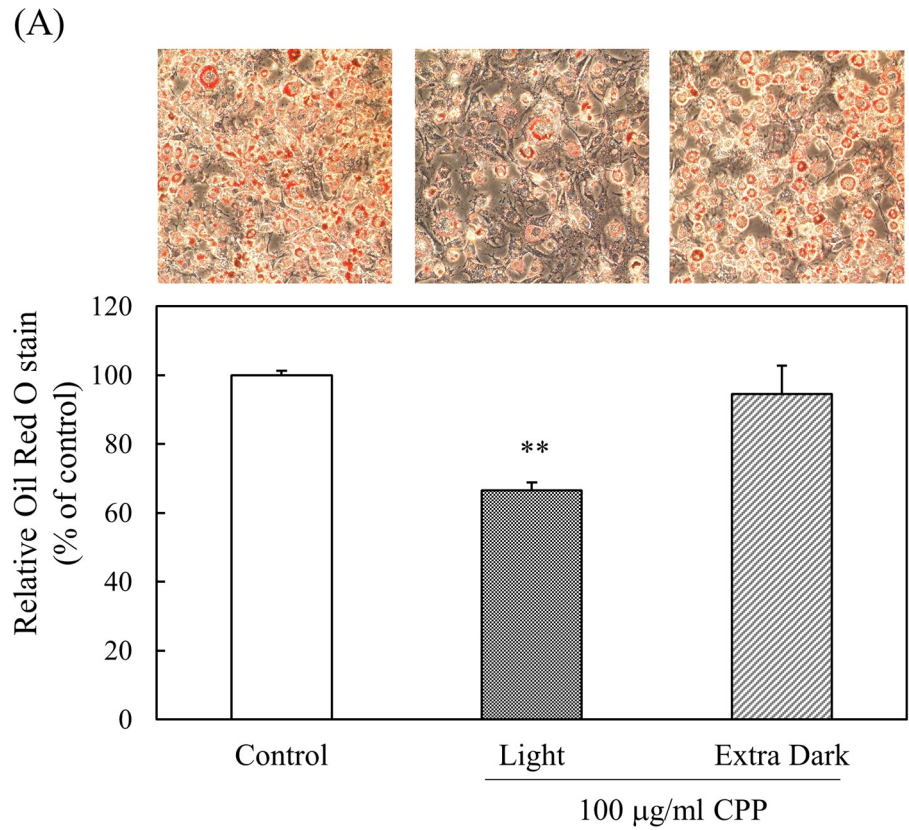 (A)
Relative Oil Red O stain
(% of control)
120
100
80
60
40
20
0
**
Control
Light
Extra Dark
100 μg/ml CPP